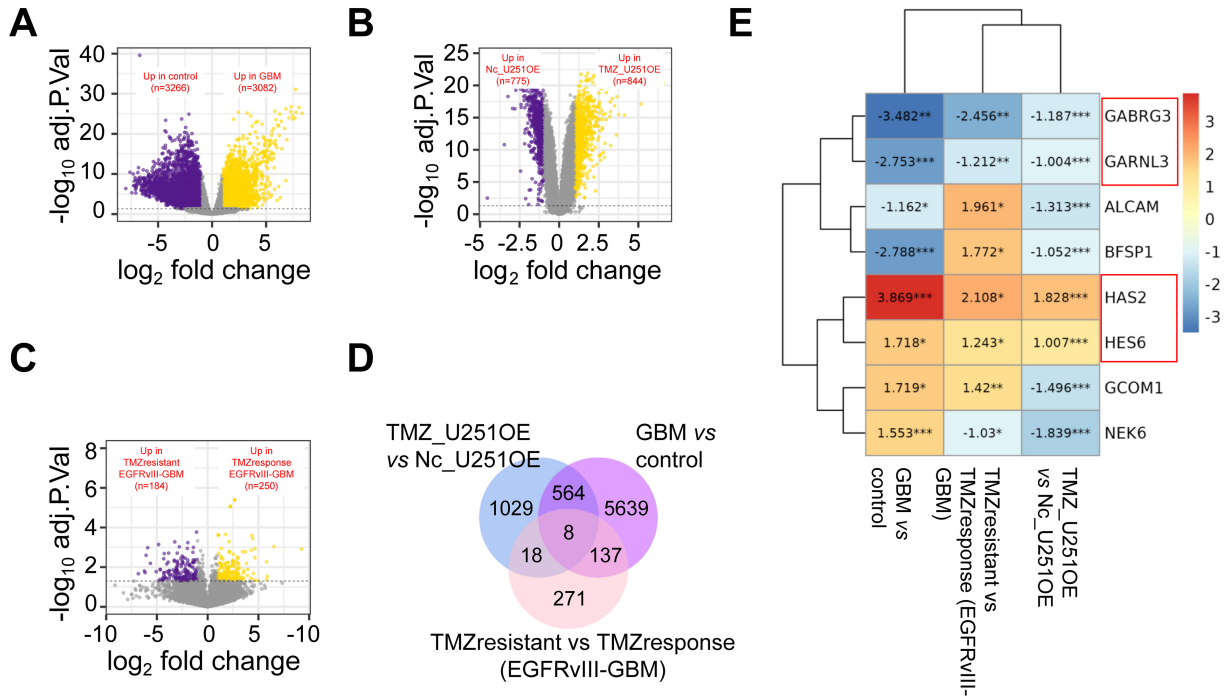 A
-log10 adj.P.Val
40
30
20
10
0
Up in control
(n=3266)
Up in GBM
(n=3082)
-5
0
5
log2 fold change
B
-log10 adj.P.Val
25
20
15
10
5
0
Up in
Nc_U251OE
(n=775)
Up in
TMZ_U251OE
(n=844)
-5
-2.5
0
2.5
5
log2 fold change
C
-log10 adj.P.Val
8
6
4
2
0
Up in
TMZresistant
EGFRvIII-GBM
(n=184)
Up in
TMZresponse
EGFRvIII-GBM
(n=250)
-10
-5
0
-5
-10
log2 fold change
D
TMZ_U251OE
vs Nc_U251OE
GBM vs
control
1029
564
5639
8
18
137
271
TMZresistant vs TMZresponse
(EGFRvIII-GBM)
E
-3.482** -2.456** -1.187*** GABRG3
-2.753*** -1.212** -1.004*** GARNL3
-1.162* 1.961* -1.313*** ALCAM
-2.788*** 1.772* -1.052*** BFSP1
3.869*** 2.108* 1.828*** HAS2
1.718* 1.243* 1.007*** HES6
1.719* 1.42** -1.496*** GCOM1
1.553*** -1.03* -1.839*** NEK6
3
2
1
0
-1
-2
-3
GBM vs
control
TMZresistant vs
TMZresponse (EGFRvIII-
GBM)
TMZ_U251OE
vs Nc_U251OE